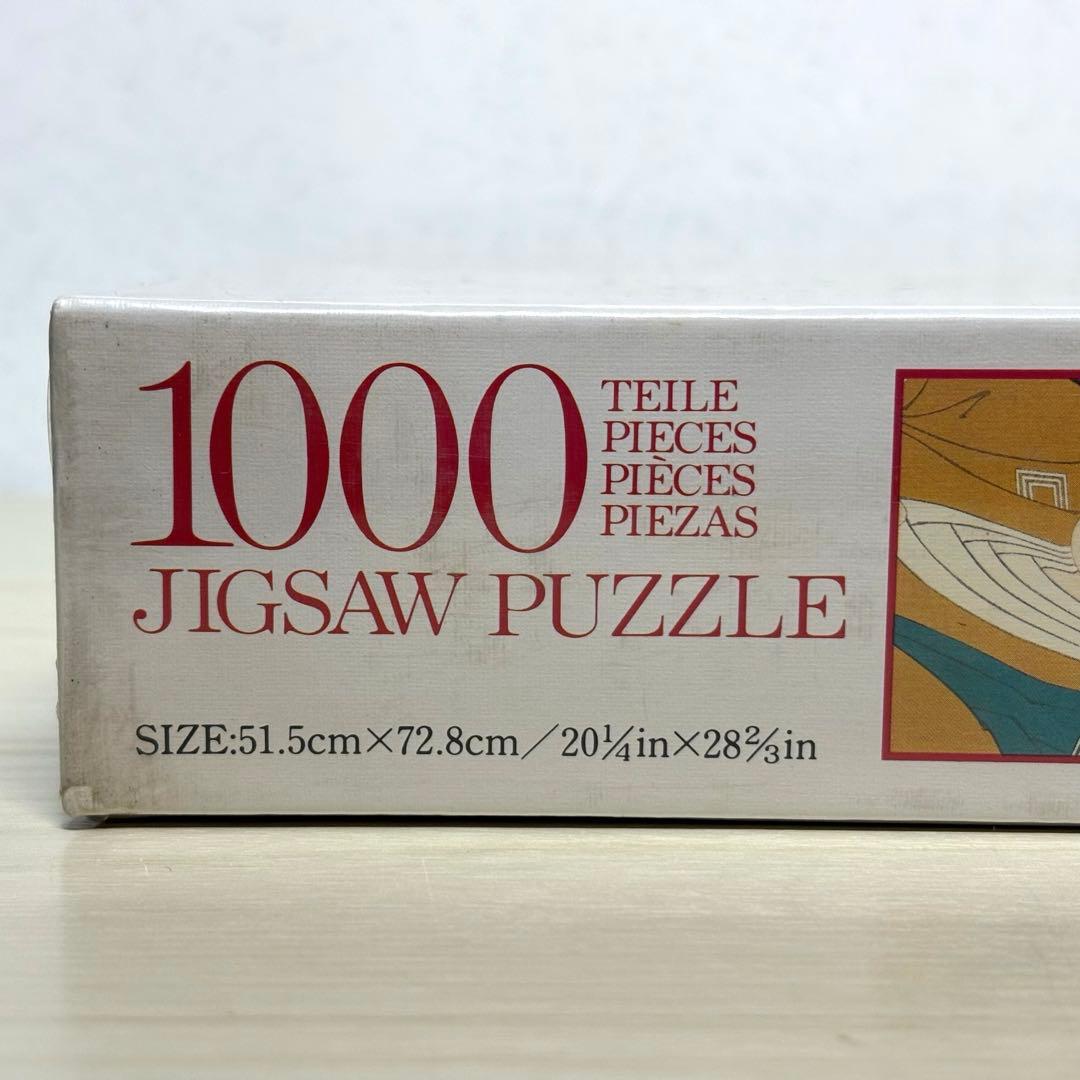 1000
TEILE
PIECES
PIÈCES
PIEZAS
JIGSAW PUZZLE
SIZE:51.5cm×72.8cm/20¼in×28⅔in